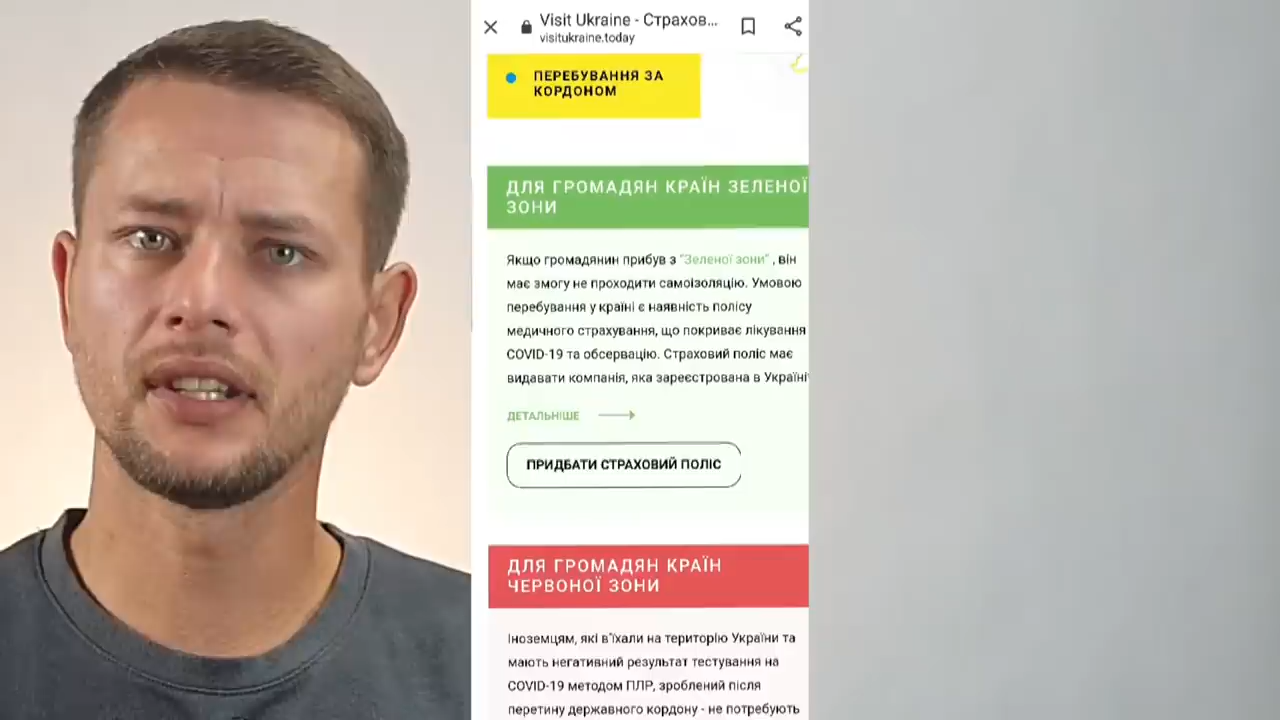 Visit Ukraine - Страхов...
visitukraine.today
ПЕРЕБУВАННЯ ЗА
КОРДОНОМ
ДЛЯ ГРОМАДЯН КРАЇН ЗЕЛЕНОЇ
ЗОНИ
Якщо громадянин прибув з "Зеленої зони" , він
має змогу не проходити самоізоляцію. Умовою
перебування у країні є наявність полісу
медичного страхування, що покриває лікування
COVID-19 та обсервацію. Страховий поліс має
видавати компанія, яка зареєстрована в Україні
ДЕТАЛЬНІШЕ
ПРИДБАТИ СТРАХОВИЙ ПОЛІС
ДЛЯ ГРОМАДЯН КРАЇН
ЧЕРВОНОЇ ЗОНИ
Іноземцям, які в'їхали на територію України та
мають негативний результат тестування на
COVID-19 методом ПЛР, зроблений після
перетину державного кордону - не потребують